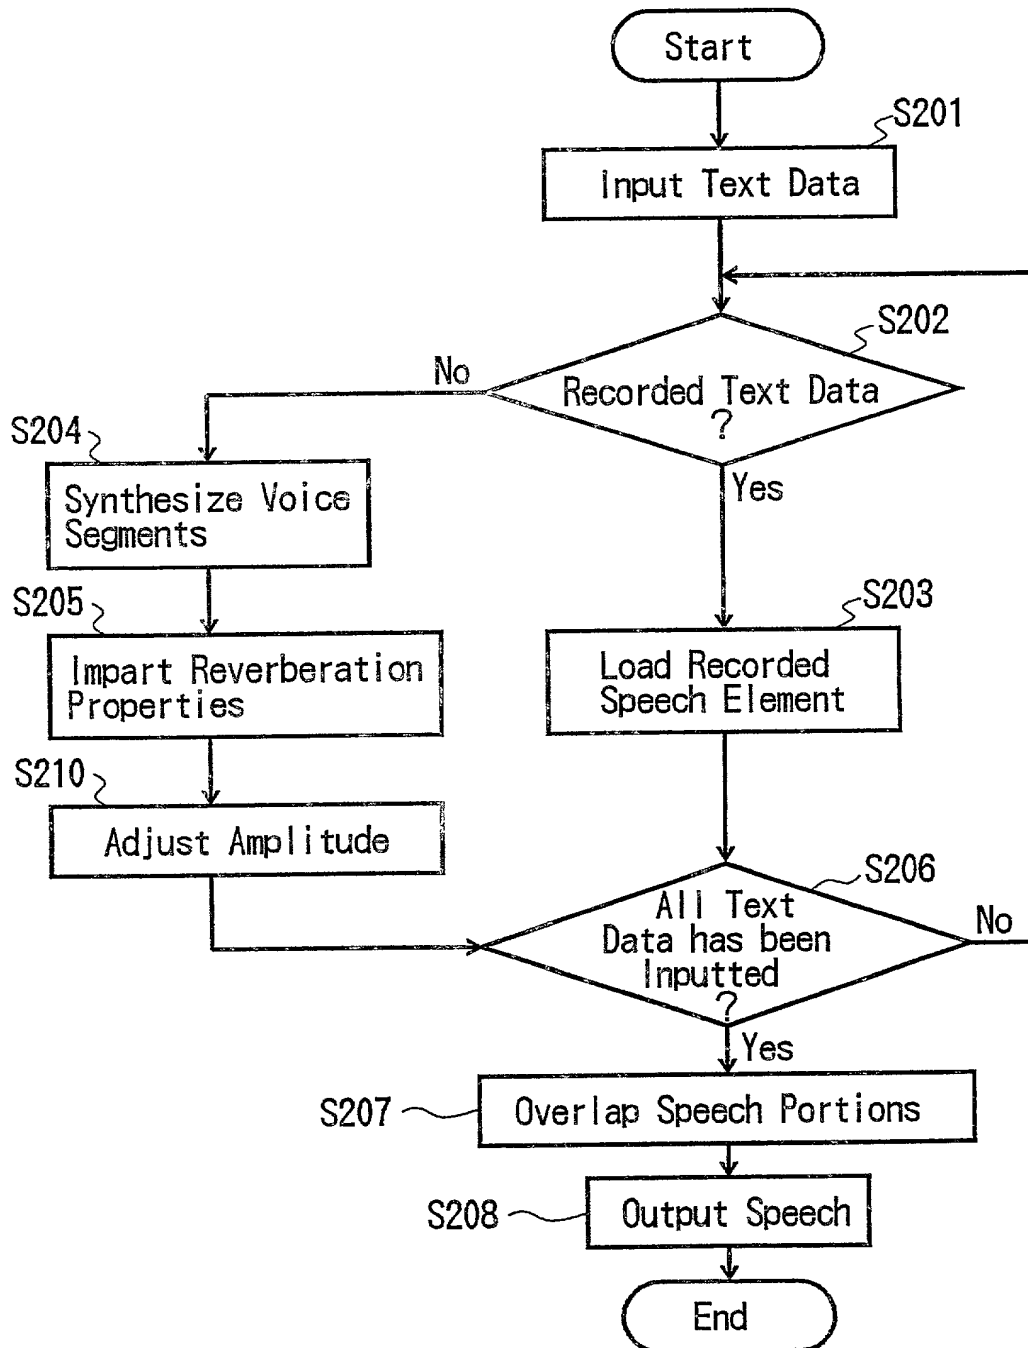 Start
S201
Input Text Data
S202
No
Recorded Text Data
?
Yes
S204
Synthesize Voice
Segments
S205
Impart Reverberation
Properties
S203
Load Recorded
Speech Element
S210
Adjust Amplitude
S206
All Text
Data has been
Inputted
?
No
Yes
S207
Overlap Speech Portions
S208
Output Speech
End